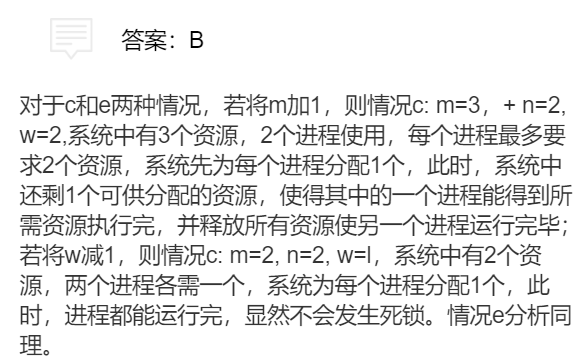 答案：B
对于c和e两种情况，若将m加1，则情况c: m=3，+ n=2,
w=2,系统中有3个资源，2个进程使用，每个进程最多要
求2个资源，系统先为每个进程分配1个，此时，系统中
还剩1个可供分配的资源，使得其中的一个进程能得到所
需资源执行完，并释放所有资源使另一个进程运行完毕；
若将w减1，则情况c: m=2, n=2, w=l，系统中有2个资
源，两个进程各需一个，系统为每个进程分配1个，此
时，进程都能运行完，显然不会发生死锁。情况e分析同
理。